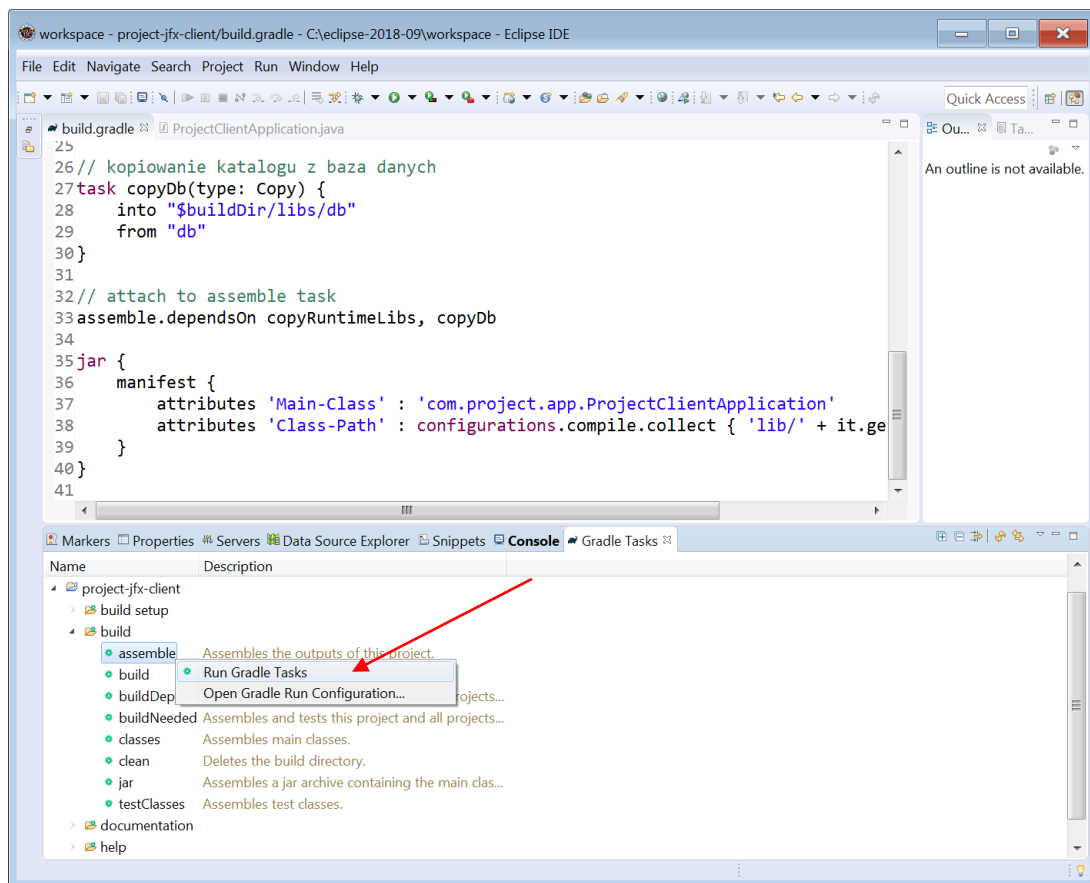 workspace - project-jfx-client/build.gradle - C:\eclipse-2018-09\workspace - Eclipse IDE
File Edit Navigate Search Project Run Window Help
Quick Access
build.gradle ProjectClientApplication.java
Ou... Ta...
An outline is not available.
25
26 // kopiowanie katalogu z baza danych
27 task copyDb(type: Copy) {
28     into "$buildDir/libs/db"
29     from "db"
30 }
31
32 // attach to assemble task
33 assemble.dependsOn copyRuntimeLibs, copyDb
34
35 jar {
36     manifest {
37         attributes 'Main-Class' : 'com.project.app.ProjectClientApplication'
38         attributes 'Class-Path' : configurations.compile.collect { 'lib/' + it.ge
39     }
40 }
41
Markers Properties Servers Data Source Explorer Snippets Console Gradle Tasks
Name Description
project-jfx-client
build setup
build
assemble Assembles the outputs of this project.
build
Run Gradle Tasks
Open Gradle Run Configuration...
buildDep rojects...
buildNeeded Assembles and tests this project and all projects...
classes Assembles main classes.
clean Deletes the build directory.
jar Assembles a jar archive containing the main clas...
testClasses Assembles test classes.
documentation
help